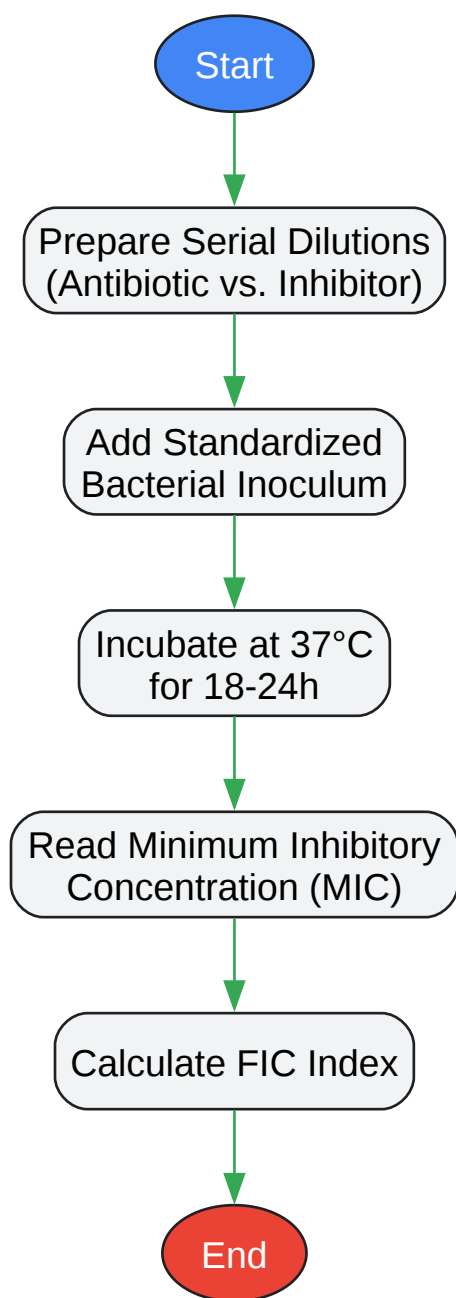 Start
Prepare Serial Dilutions
(Antibiotic vs. Inhibitor)
Add Standardized
Bacterial Inoculum
Incubate at 37°C
for 18-24h
Read Minimum Inhibitory
Concentration (MIC)
Calculate FIC Index
End